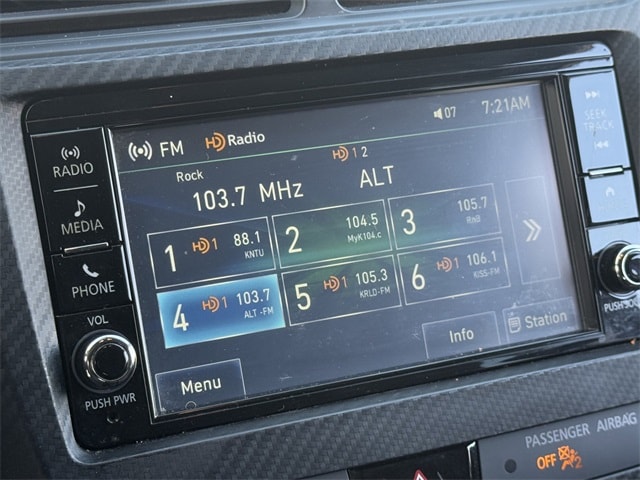 RADIO
MEDIA
PHONE
VOL
PUSH PWR
FM HD Radio
07 7:21AM
Rock
HD 1 2
103.7 MHz ALT
1 HD 1 88.1
KNTU
2 104.5
MyK104.c
3 105.7
RnB
4 HD 1 103.7
ALT -FM
5 HD 1 105.3
KRLD-FM
6 HD 1 106.1
KISS-FM
Menu
Info
Station
SEEK
TRACK
PUSH
PASSENGER AIRBAG
OFF 2